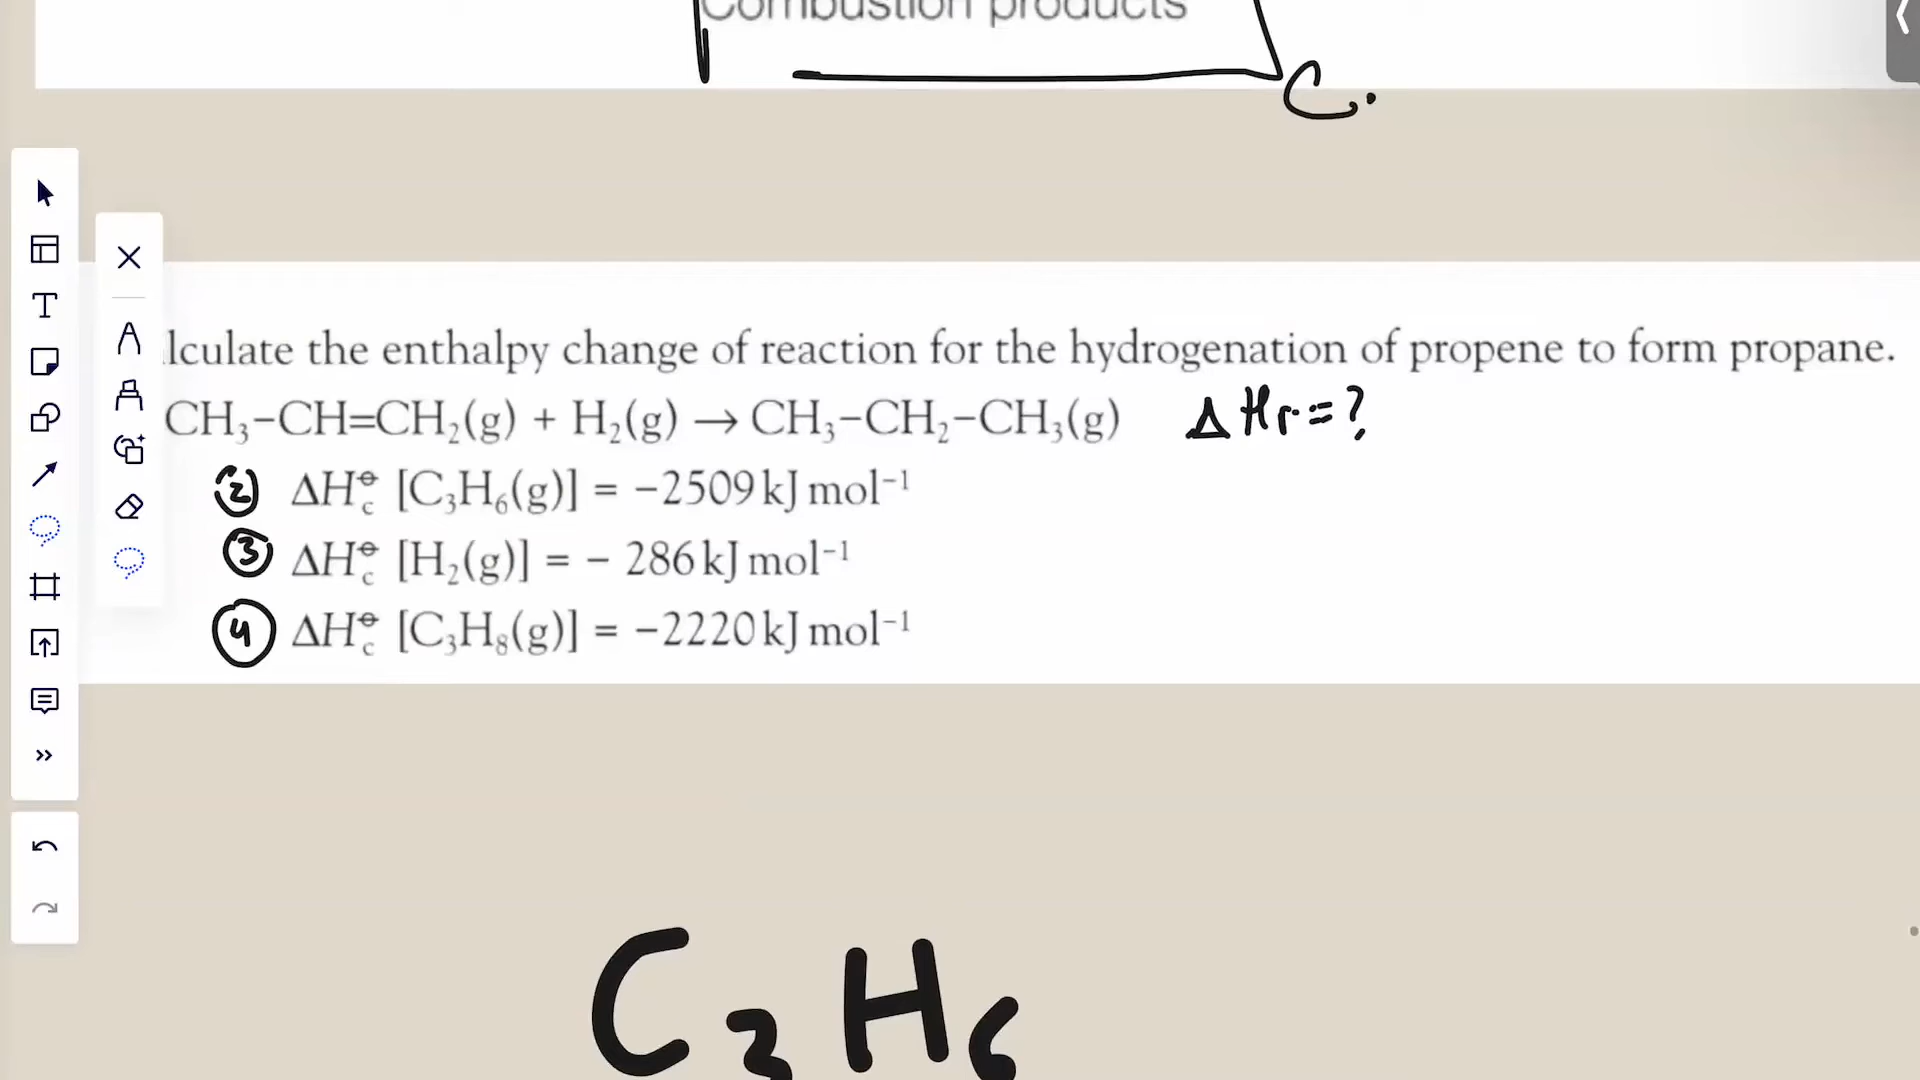 Combustion products
C.
lculate the enthalpy change of reaction for the hydrogenation of propene to form propane.
CH₃−CH=CH₂(g) + H₂(g) → CH₃−CH₂−CH₃(g) ΔHr=?
② ΔH⦵c [C₃H₆(g)] = −2509 kJ mol⁻¹
③ ΔH⦵c [H₂(g)] = − 286 kJ mol⁻¹
④ ΔH⦵c [C₃H₈(g)] = −2220 kJ mol⁻¹
C₃H₆